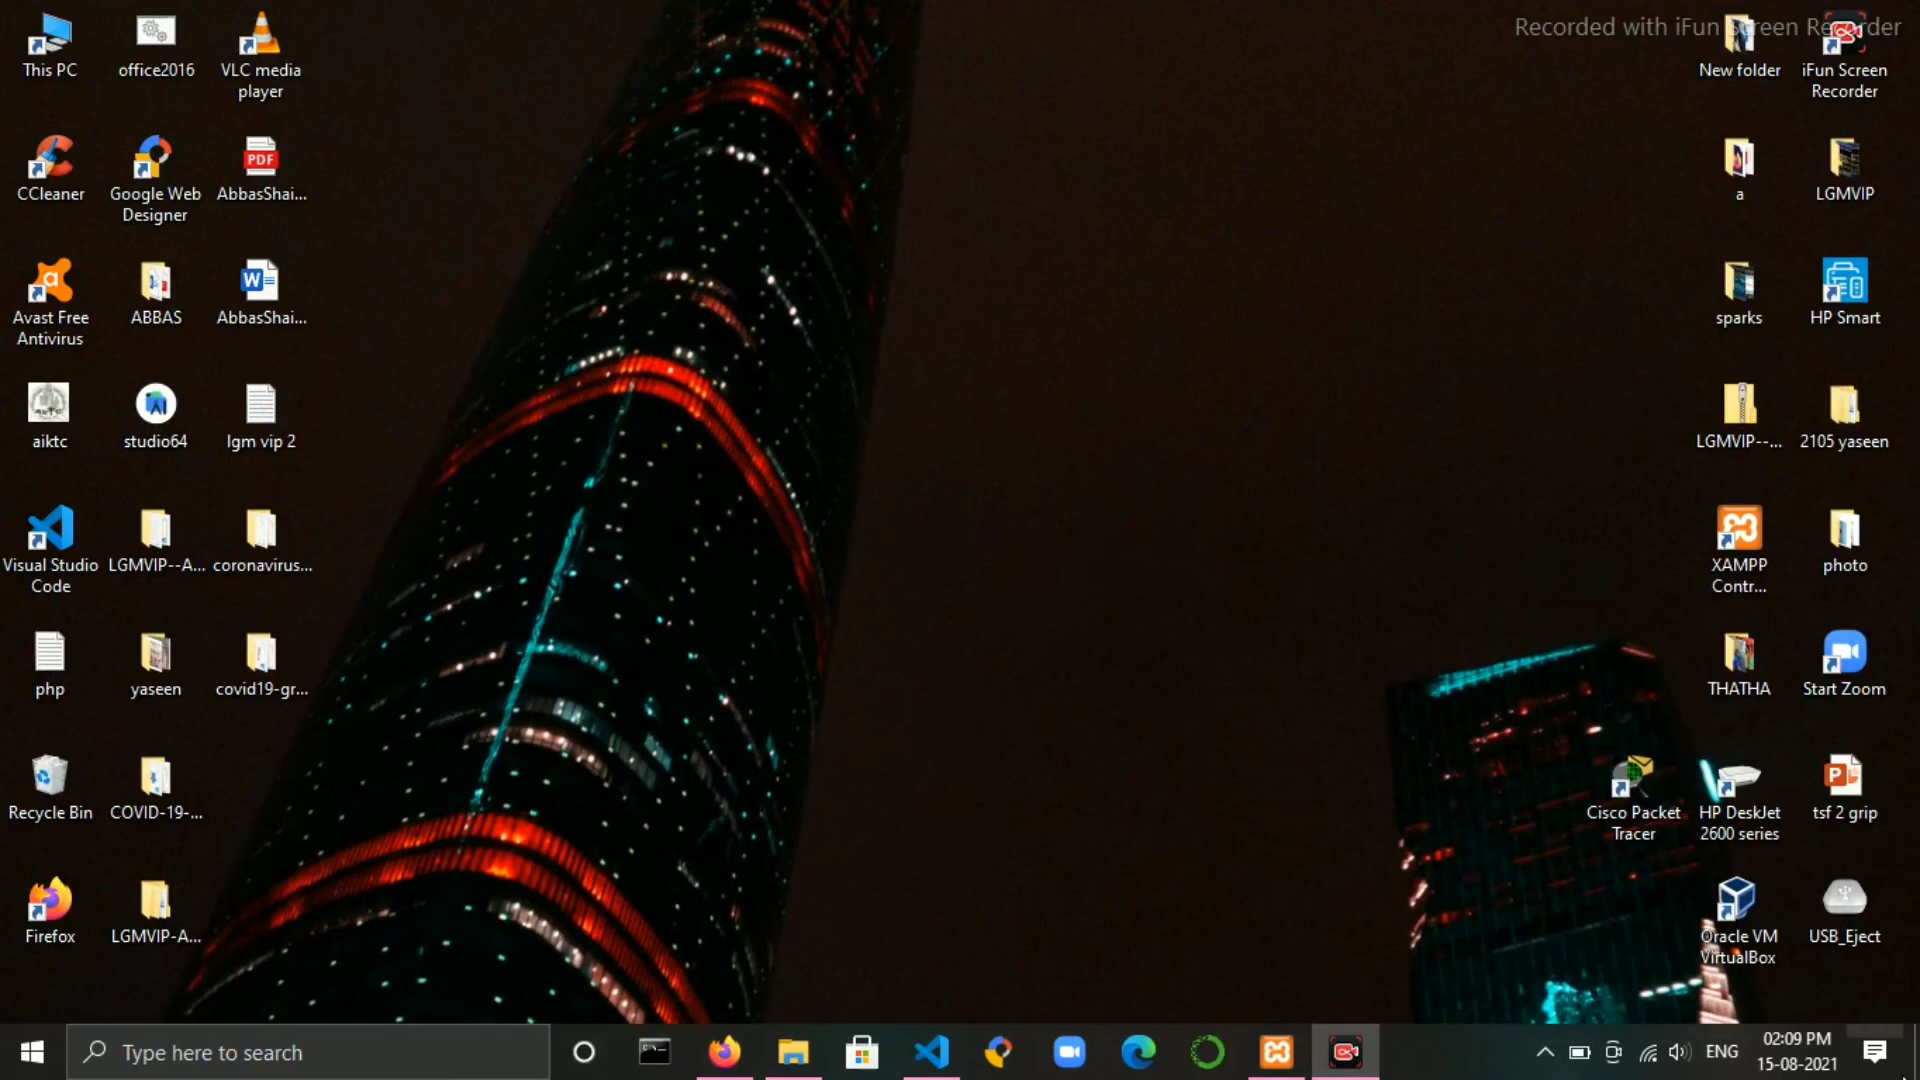 Recorded with iFun Screen Recorder
This PC
office2016
VLC media
player
New folder
iFun Screen
Recorder
CCleaner
Google Web
Designer
PDF
AbbasShai...
a
LGMVIP
Avast Free
Antivirus
ABBAS
W
AbbasShai...
sparks
HP Smart
aiktc
studio64
lgm vip 2
LGMVIP--...
2105 yaseen
Visual Studio
Code
LGMVIP--A...
coronavirus...
XAMPP
Contr...
photo
php
yaseen
covid19-gr...
THATHA
Start Zoom
Recycle Bin
COVID-19-...
Cisco Packet
Tracer
HP DeskJet
2600 series
P
tsf 2 grip
Firefox
LGMVIP-A...
Oracle VM
VirtualBox
USB_Eject
Type here to search
ENG
02:09 PM
15-08-2021